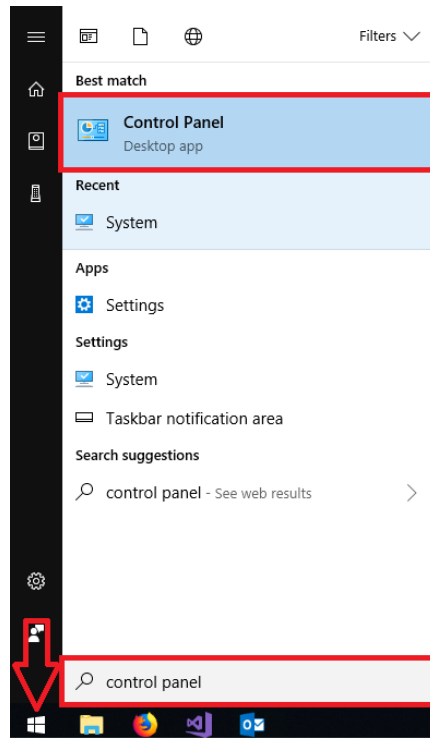 Filters
Best match
Control Panel
Desktop app
Recent
System
Apps
Settings
Settings
System
Taskbar notification area
Search suggestions
control panel - See web results
control panel